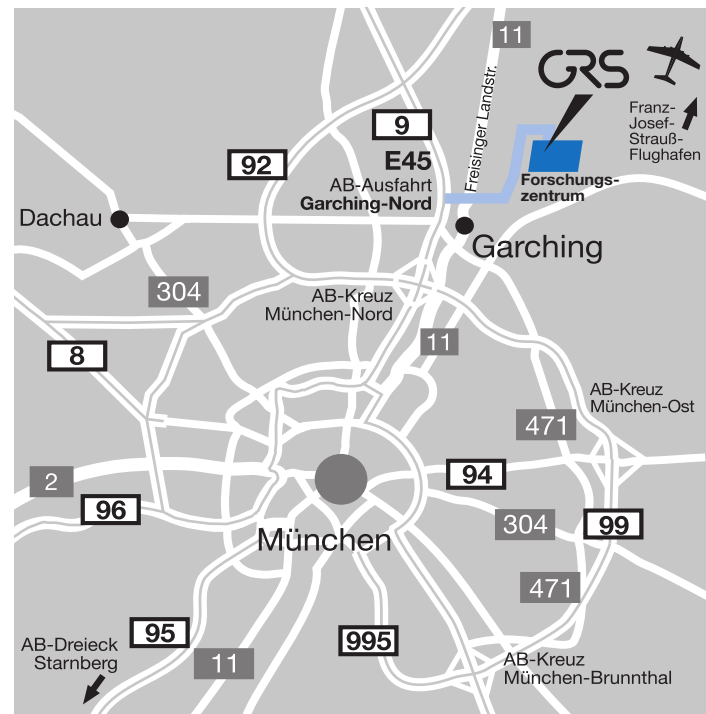 11
GRS
Franz-
Josef-
Strauß-
Flughafen
Freisinger Landstr.
9
E45
AB-Ausfahrt
Garching-Nord
92
Forschungs-
zentrum
Dachau
Garching
304
AB-Kreuz
München-Nord
11
8
AB-Kreuz
München-Ost
471
94
2
96
304
99
München
471
95
995
AB-Dreieck
Starnberg
11
AB-Kreuz
München-Brunnthal